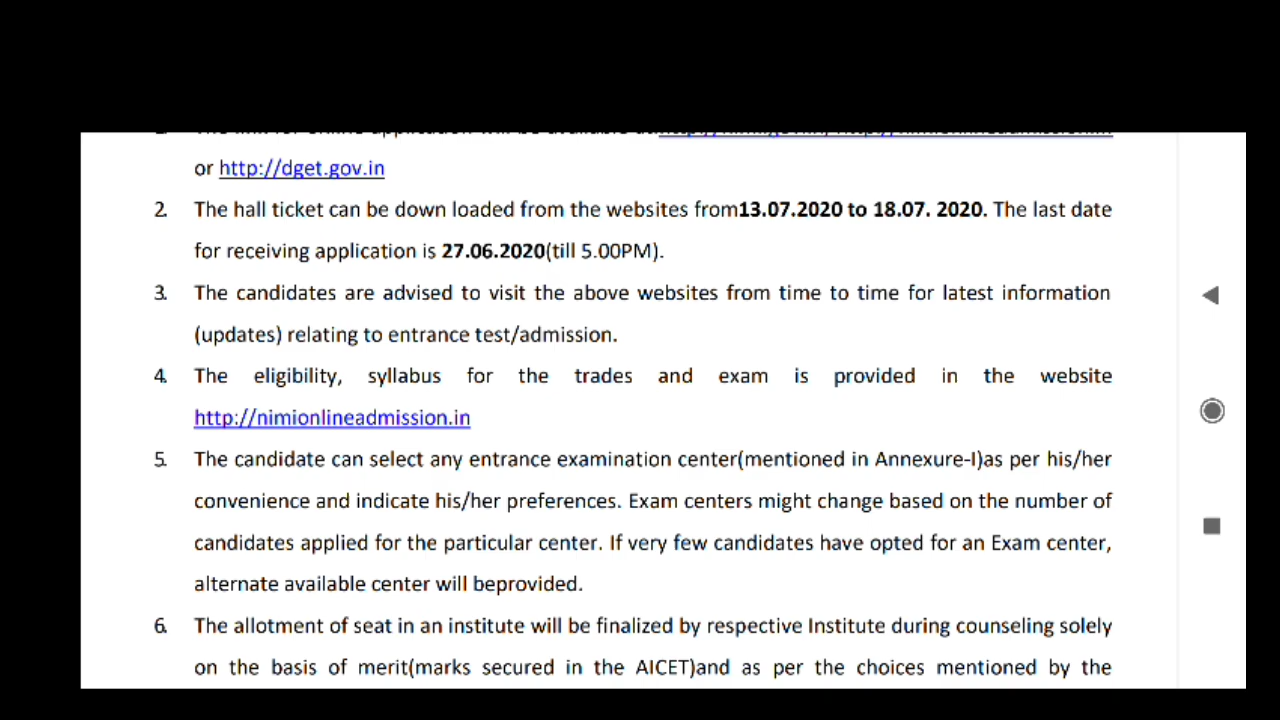 or http://dget.gov.in
2. The hall ticket can be down loaded from the websites from13.07.2020 to 18.07. 2020. The last date
for receiving application is 27.06.2020(till 5.00PM).
3. The candidates are advised to visit the above websites from time to time for latest information
(updates) relating to entrance test/admission.
4. The eligibility, syllabus for the trades and exam is provided in the website
http://nimionlineadmission.in
5. The candidate can select any entrance examination center(mentioned in Annexure-I)as per his/her
convenience and indicate his/her preferences. Exam centers might change based on the number of
candidates applied for the particular center. If very few candidates have opted for an Exam center,
alternate available center will beprovided.
6. The allotment of seat in an institute will be finalized by respective Institute during counseling solely
on the basis of merit(marks secured in the AICET)and as per the choices mentioned by the